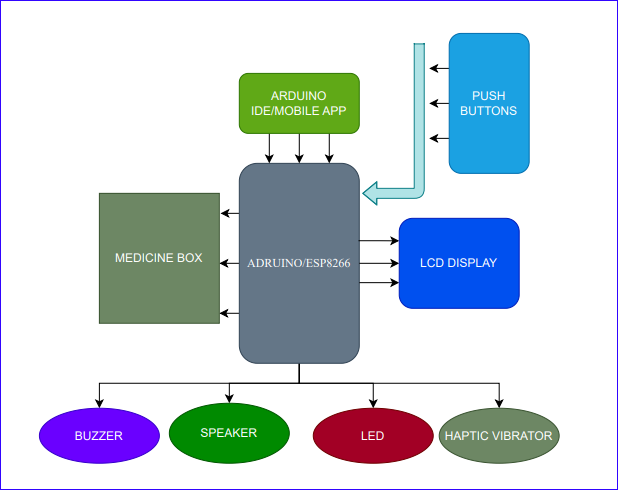 ARDUINO
IDE/MOBILE APP
PUSH
BUTTONS
MEDICINE BOX
ADRUINO/ESP8266
LCD DISPLAY
BUZZER
SPEAKER
LED
HAPTIC VIBRATOR